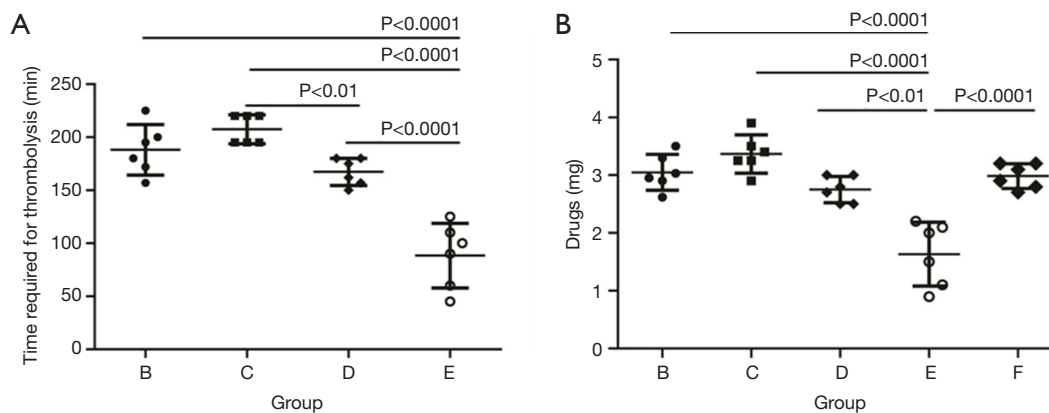 A
P<0.0001
P<0.0001
P<0.01
P<0.0001
Time required for thrombolysis (min)
250
200
150
100
50
0
B C D E
Group
B
P<0.0001
P<0.0001
P<0.01 P<0.0001
Drugs (mg)
5
4
3
2
1
0
B C D E F
Group